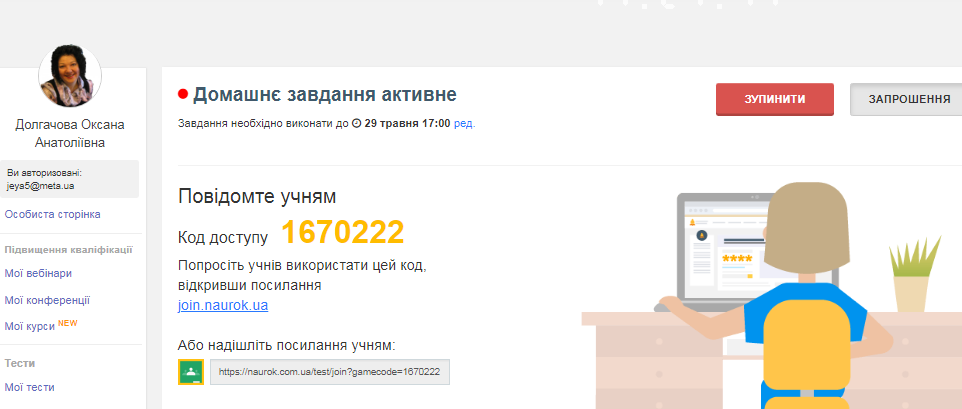 Домашнє завдання активне
ЗУПИНИТИ
ЗАПРОШЕННЯ
Завдання необхідно виконати до 29 травня 17:00 ред.
Долгачова Оксана
Анатоліївна
Ви авторизовані:
jeya5@meta.ua
Особиста сторінка
Підвищення кваліфікації
Мої вебінари
Мої конференції
Мої курси NEW
Тести
Мої тести
Повідомте учням
Код доступу 1670222
Попросіть учнів використати цей код,
відкривши посилання
join.naurok.ua
Або надішліть посилання учням:
https://naurok.com.ua/test/join?gamecode=1670222